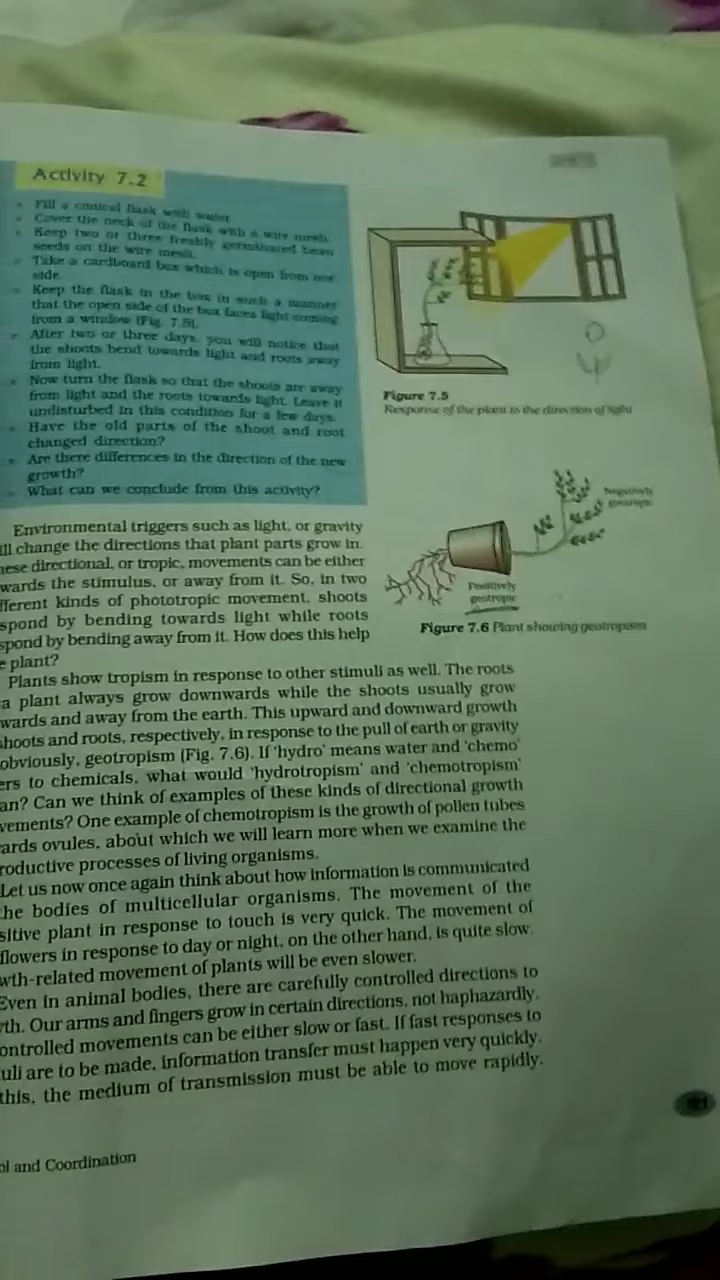 Activity 7.2
Fill a conical flask with water.
Cover the neck of the flask with a wire mesh.
Keep two or three freshly germinated bean
seeds on the wire mesh.
Take a cardboard box which is open from one
side.
Keep the flask in the box in such a manner
that the open side of the box faces light coming
from a window (Fig. 7.5).
After two or three days, you will notice that
the shoots bend towards light and roots away
from light.
Now turn the flask so that the shoots are away
from light and the roots towards light. Leave it
undisturbed in this condition for a few days.
Have the old parts of the shoot and root
changed direction?
Are there differences in the direction of the new
growth?
What can we conclude from this activity?
Figure 7.5
Response of the plant to the direction of light
Negatively
geotropic
Positively
geotropic
Figure 7.6 Plant showing geotropism
Environmental triggers such as light, or gravity
ill change the directions that plant parts grow in.
hese directional, or tropic, movements can be either
wards the stimulus, or away from it. So, in two
fferent kinds of phototropic movement, shoots
spond by bending towards light while roots
spond by bending away from it. How does this help
e plant?
Plants show tropism in response to other stimuli as well. The roots
a plant always grow downwards while the shoots usually grow
wards and away from the earth. This upward and downward growth
shoots and roots, respectively, in response to the pull of earth or gravity
obviously, geotropism (Fig. 7.6). If 'hydro' means water and 'chemo'
ers to chemicals, what would 'hydrotropism' and 'chemotropism'
an? Can we think of examples of these kinds of directional growth
vements? One example of chemotropism is the growth of pollen tubes
ards ovules, about which we will learn more when we examine the
roductive processes of living organisms.
Let us now once again think about how information is communicated
he bodies of multicellular organisms. The movement of the
sitive plant in response to touch is very quick. The movement of
flowers in response to day or night, on the other hand, is quite slow.
wth-related movement of plants will be even slower.
Even in animal bodies, there are carefully controlled directions to
th. Our arms and fingers grow in certain directions, not haphazardly.
ontrolled movements can be either slow or fast. If fast responses to
uli are to be made, information transfer must happen very quickly.
this, the medium of transmission must be able to move rapidly.
ol and Coordination